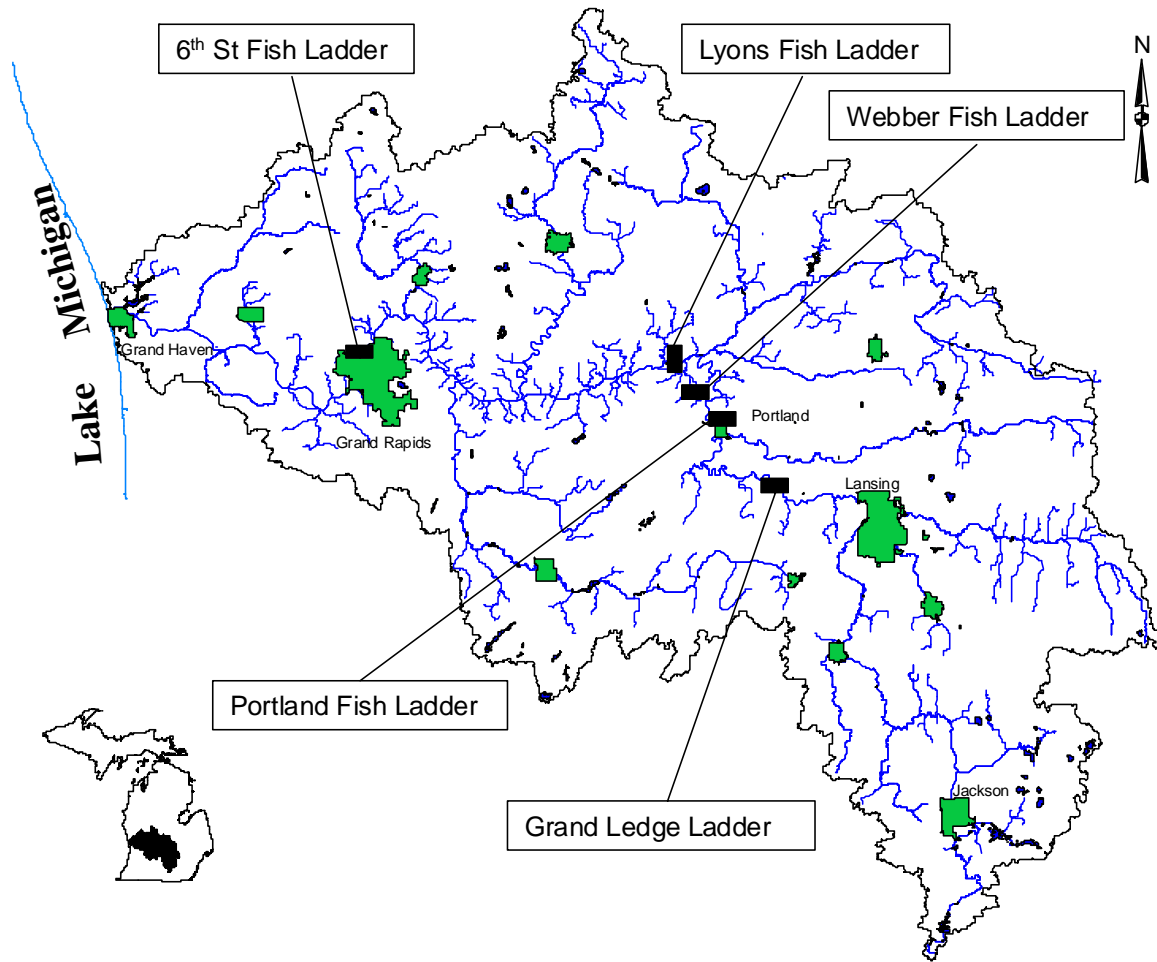 6th St Fish Ladder
Lyons Fish Ladder
N
Webber Fish Ladder
Lake Michigan
Grand Haven
Grand Rapids
Portland
Lansing
Portland Fish Ladder
Jackson
Grand Ledge Ladder